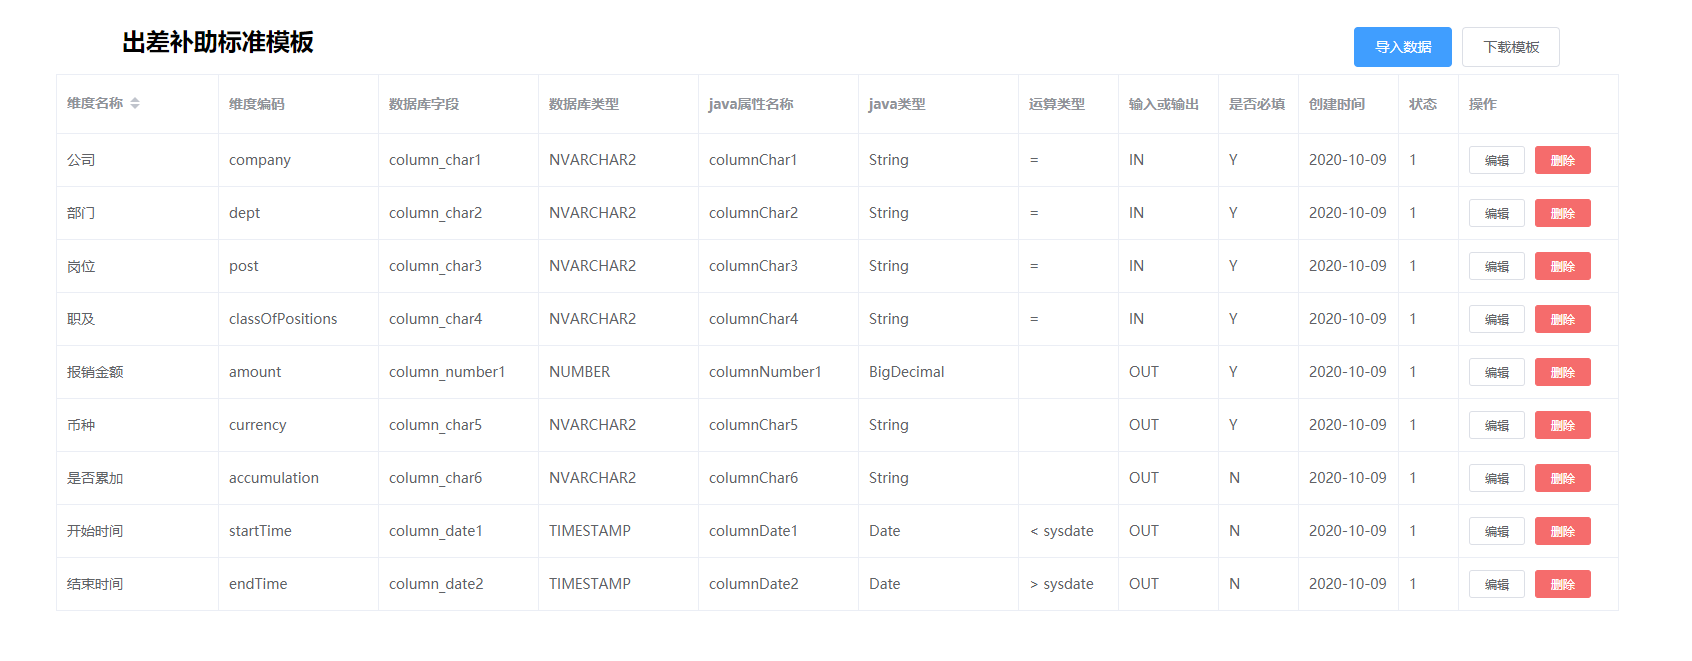 出差补助标准模板
导入数据 下载模板
维度名称 维度编码 数据库字段 数据库类型 java属性名称 java类型 运算类型 输入或输出 是否必填 创建时间 状态 操作
公司 company column_char1 NVARCHAR2 columnChar1 String = IN Y 2020-10-09 1 编辑 删除
部门 dept column_char2 NVARCHAR2 columnChar2 String = IN Y 2020-10-09 1 编辑 删除
岗位 post column_char3 NVARCHAR2 columnChar3 String = IN Y 2020-10-09 1 编辑 删除
职及 classOfPositions column_char4 NVARCHAR2 columnChar4 String = IN Y 2020-10-09 1 编辑 删除
报销金额 amount column_number1 NUMBER columnNumber1 BigDecimal OUT Y 2020-10-09 1 编辑 删除
币种 currency column_char5 NVARCHAR2 columnChar5 String OUT Y 2020-10-09 1 编辑 删除
是否累加 accumulation column_char6 NVARCHAR2 columnChar6 String OUT N 2020-10-09 1 编辑 删除
开始时间 startTime column_date1 TIMESTAMP columnDate1 Date < sysdate OUT N 2020-10-09 1 编辑 删除
结束时间 endTime column_date2 TIMESTAMP columnDate2 Date > sysdate OUT N 2020-10-09 1 编辑 删除